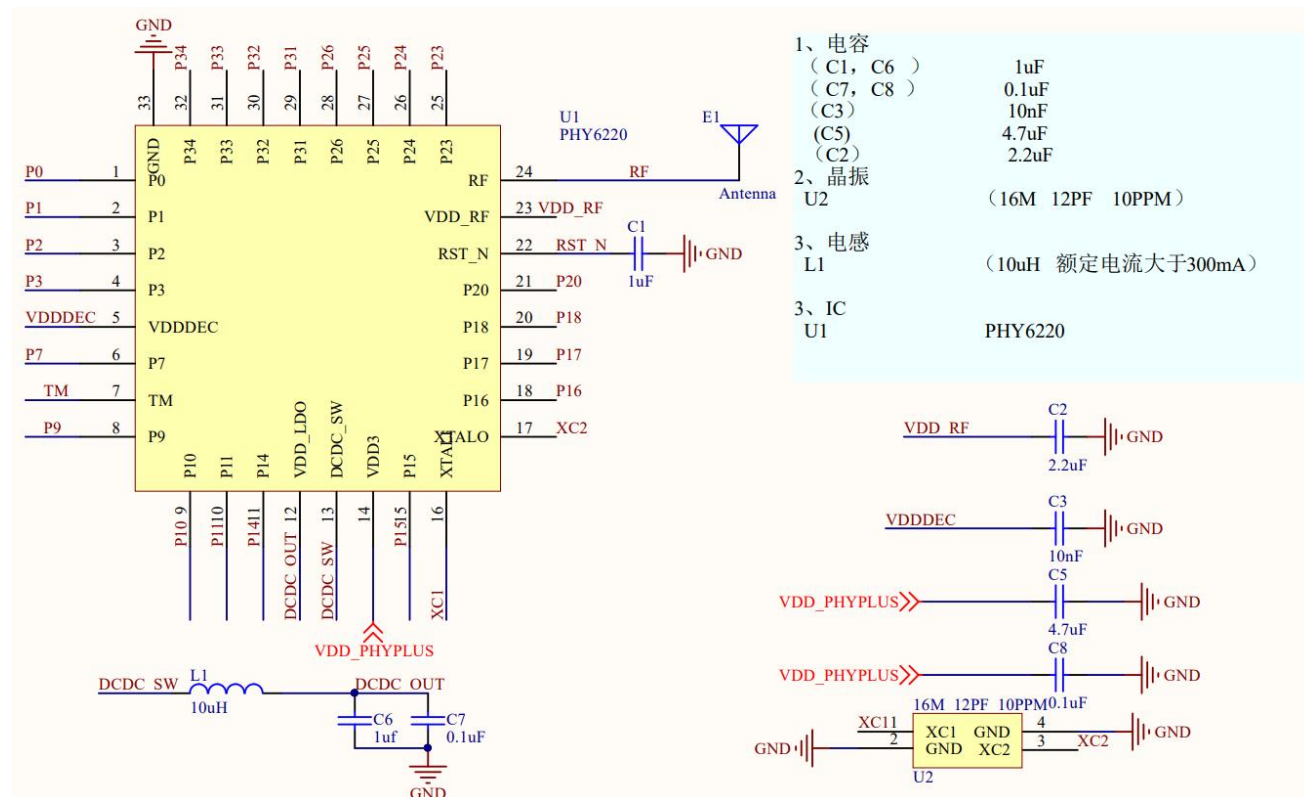 GND
P34
P33
P32
P31
P26
P25
P24
P23
33
32
31
30
29
28
27
26
25
GND
P34
P33
P32
P31
P26
P25
P24
P23
U1
PHY6220
E1
Antenna
P0 1 P0
P1 2 P1
P2 3 P2
P3 4 P3
VDDDEC 5 VDDDEC
P7 6 P7
TM 7 TM
P9 8 P9
RF 24 RF
VDD_RF 23 VDD_RF
RST_N 22 RST_N
C1
1uF
GND
P20 21 P20
P18 20 P18
P17 19 P17
P16 18 P16
XTALO 17 XC2
P10
P11
P14
VDD_LDO
DCDC_SW
VDD3
P15
XTAL1
P10 9
P11 10
P14 11
DCDC_OUT 12
DCDC_SW 13
14
P15 15
XC1 16
VDD_PHYPLUS
DCDC_SW
L1
10uH
DCDC_OUT
C6
1uf
C7
0.1uF
GND
1、电容
（C1，C6 ） 1uF
（C7，C8 ） 0.1uF
（C3） 10nF
(C5) 4.7uF
（C2） 2.2uF
2、晶振
U2 （16M 12PF 10PPM）
3、电感
L1 （10uH 额定电流大于300mA）
3、IC
U1 PHY6220
VDD_RF
C2
2.2uF
GND
VDDDEC
C3
10nF
GND
VDD_PHYPLUS
C5
4.7uF
GND
VDD_PHYPLUS
C8
0.1uF
GND
16M 12PF 10PPM
XC1 1 XC1 GND 4 GND
GND 2 GND XC2 3 XC2
U2